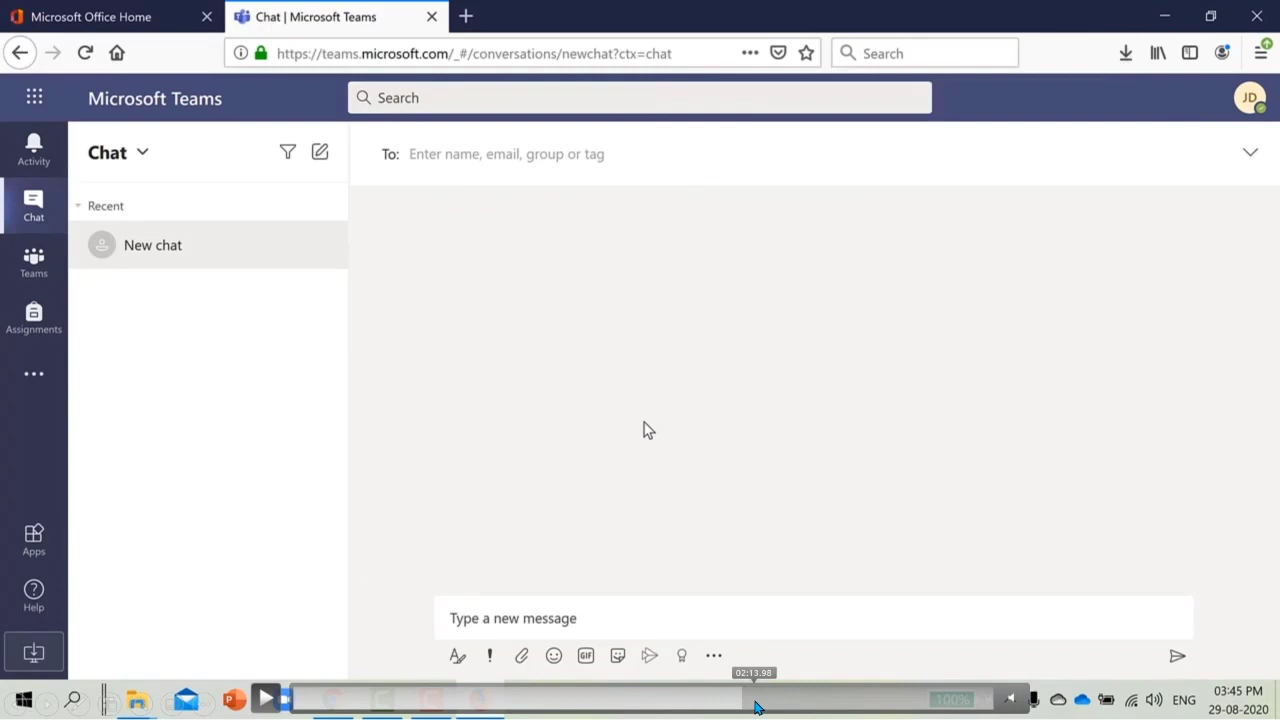 Microsoft Office Home
Chat | Microsoft Teams
https://teams.microsoft.com/_#/conversations/newchat?ctx=chat
Search
Microsoft Teams
Search
JD
Activity
Chat
Teams
Assignments
Apps
Help
Chat
Recent
New chat
To: Enter name, email, group or tag
Type a new message
GIF
02:13.98
100%
ENG
03:45 PM
29-08-2020